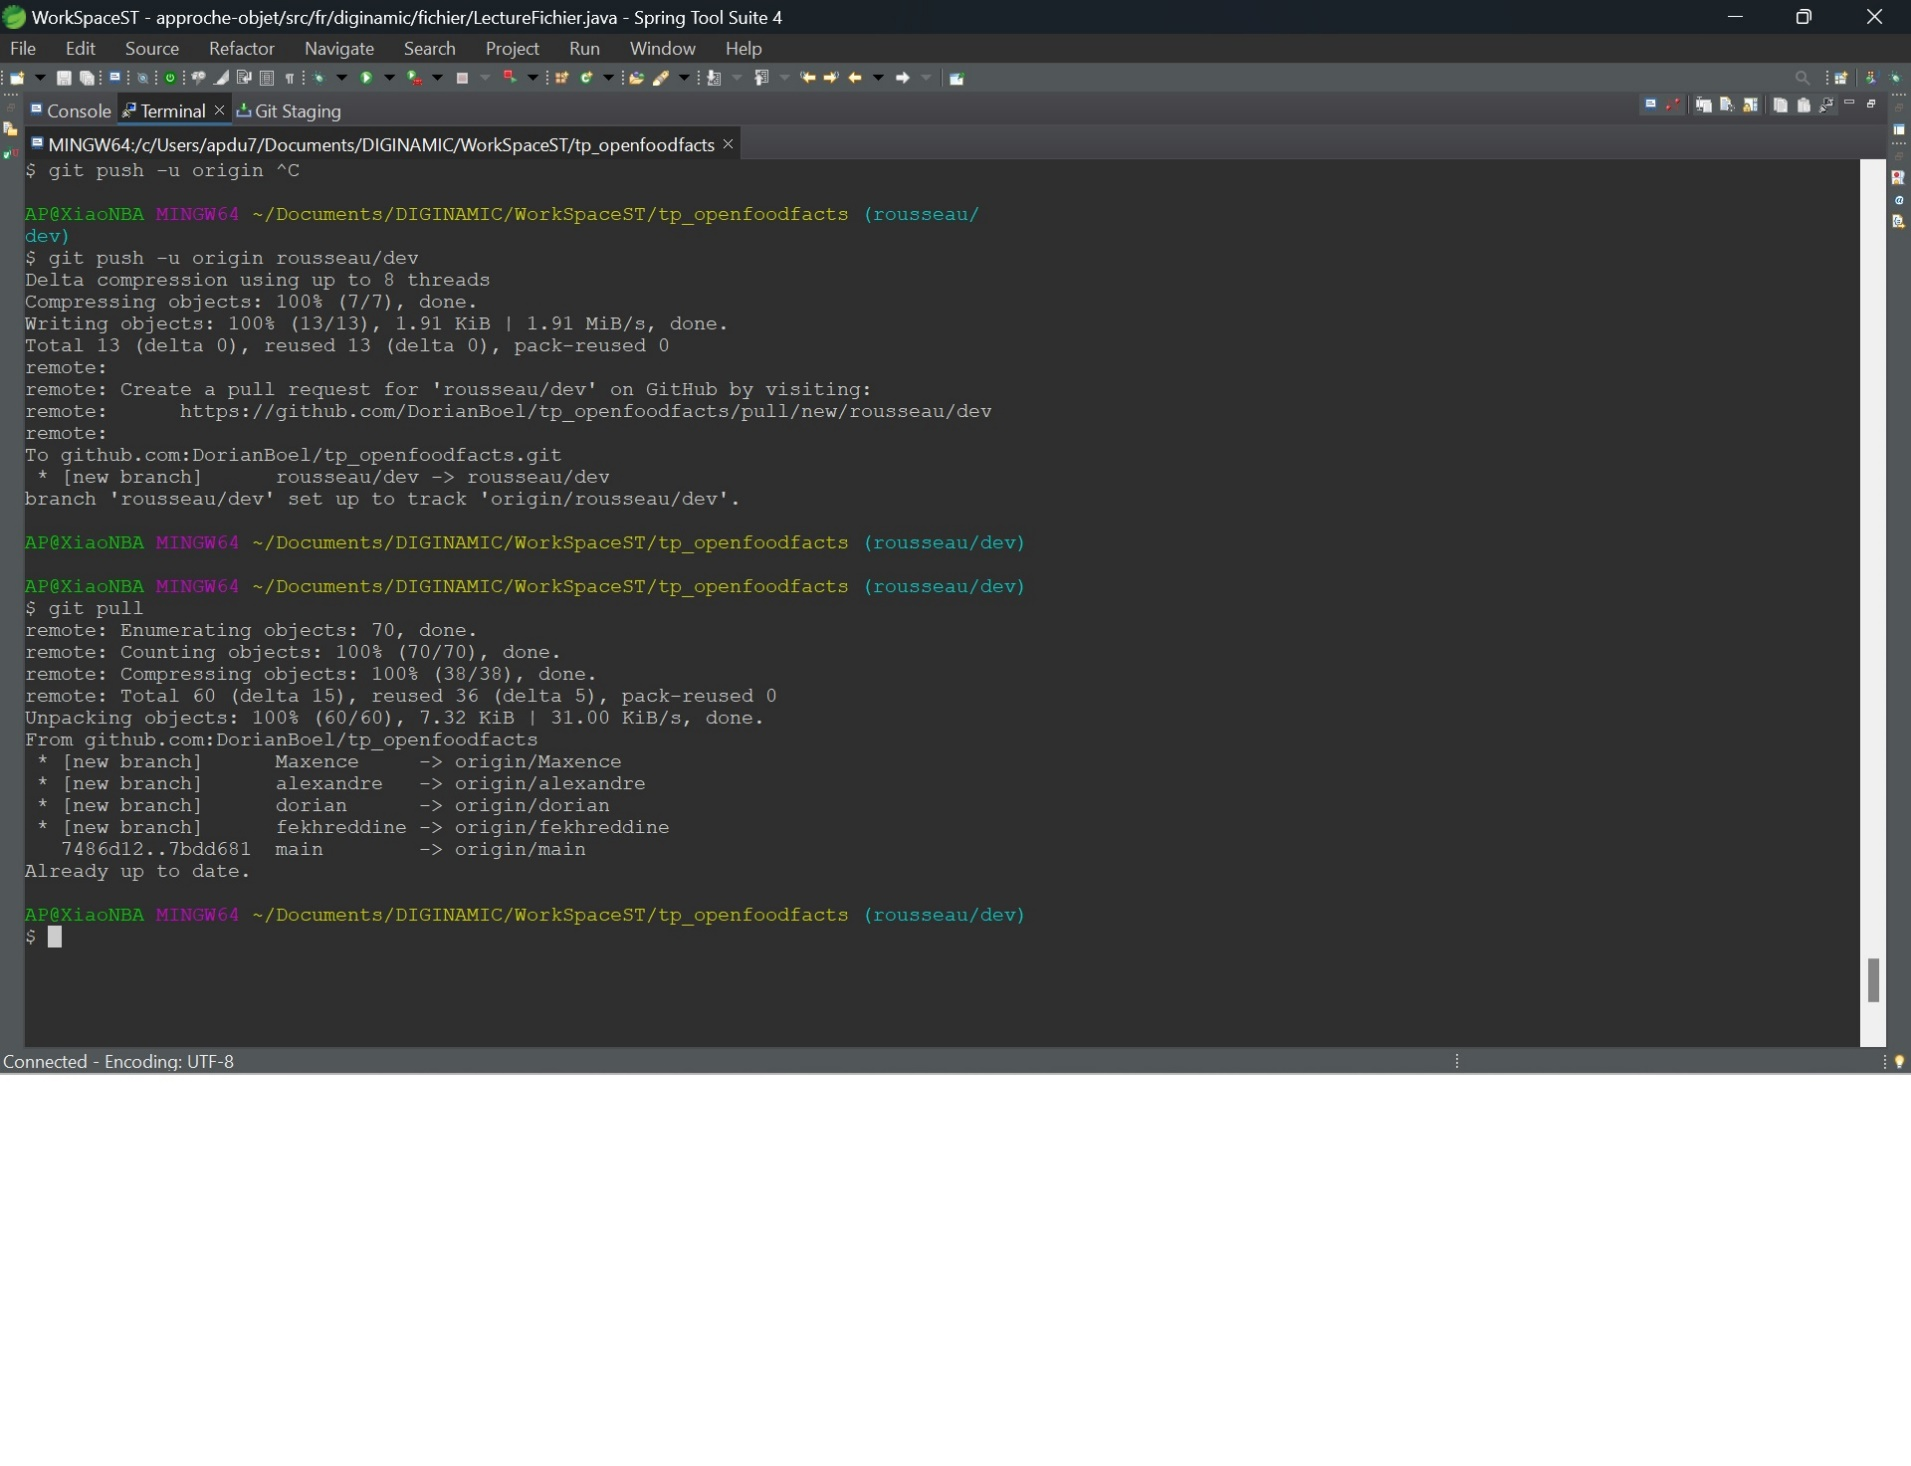 WorkSpaceST - approche-objet/src/fr/diginamic/fichier/LectureFichier.java - Spring Tool Suite 4
File Edit Source Refactor Navigate Search Project Run Window Help
Console Terminal Git Staging
MINGW64:/c/Users/apdu7/Documents/DIGINAMIC/WorkSpaceST/tp_openfoodfacts
$ git push -u origin ^C
AP@XiaoNBA MINGW64 ~/Documents/DIGINAMIC/WorkSpaceST/tp_openfoodfacts (rousseau/
dev)
$ git push -u origin rousseau/dev
Delta compression using up to 8 threads
Compressing objects: 100% (7/7), done.
Writing objects: 100% (13/13), 1.91 KiB | 1.91 MiB/s, done.
Total 13 (delta 0), reused 13 (delta 0), pack-reused 0
remote:
remote: Create a pull request for 'rousseau/dev' on GitHub by visiting:
remote:      https://github.com/DorianBoel/tp_openfoodfacts/pull/new/rousseau/dev
remote:
To github.com:DorianBoel/tp_openfoodfacts.git
 * [new branch]      rousseau/dev -> rousseau/dev
branch 'rousseau/dev' set up to track 'origin/rousseau/dev'.
AP@XiaoNBA MINGW64 ~/Documents/DIGINAMIC/WorkSpaceST/tp_openfoodfacts (rousseau/dev)
AP@XiaoNBA MINGW64 ~/Documents/DIGINAMIC/WorkSpaceST/tp_openfoodfacts (rousseau/dev)
$ git pull
remote: Enumerating objects: 70, done.
remote: Counting objects: 100% (70/70), done.
remote: Compressing objects: 100% (38/38), done.
remote: Total 60 (delta 15), reused 36 (delta 5), pack-reused 0
Unpacking objects: 100% (60/60), 7.32 KiB | 31.00 KiB/s, done.
From github.com:DorianBoel/tp_openfoodfacts
 * [new branch]      Maxence     -> origin/Maxence
 * [new branch]      alexandre   -> origin/alexandre
 * [new branch]      dorian      -> origin/dorian
 * [new branch]      fekhreddine -> origin/fekhreddine
   7486d12..7bdd681  main        -> origin/main
Already up to date.
AP@XiaoNBA MINGW64 ~/Documents/DIGINAMIC/WorkSpaceST/tp_openfoodfacts (rousseau/dev)
$
Connected - Encoding: UTF-8